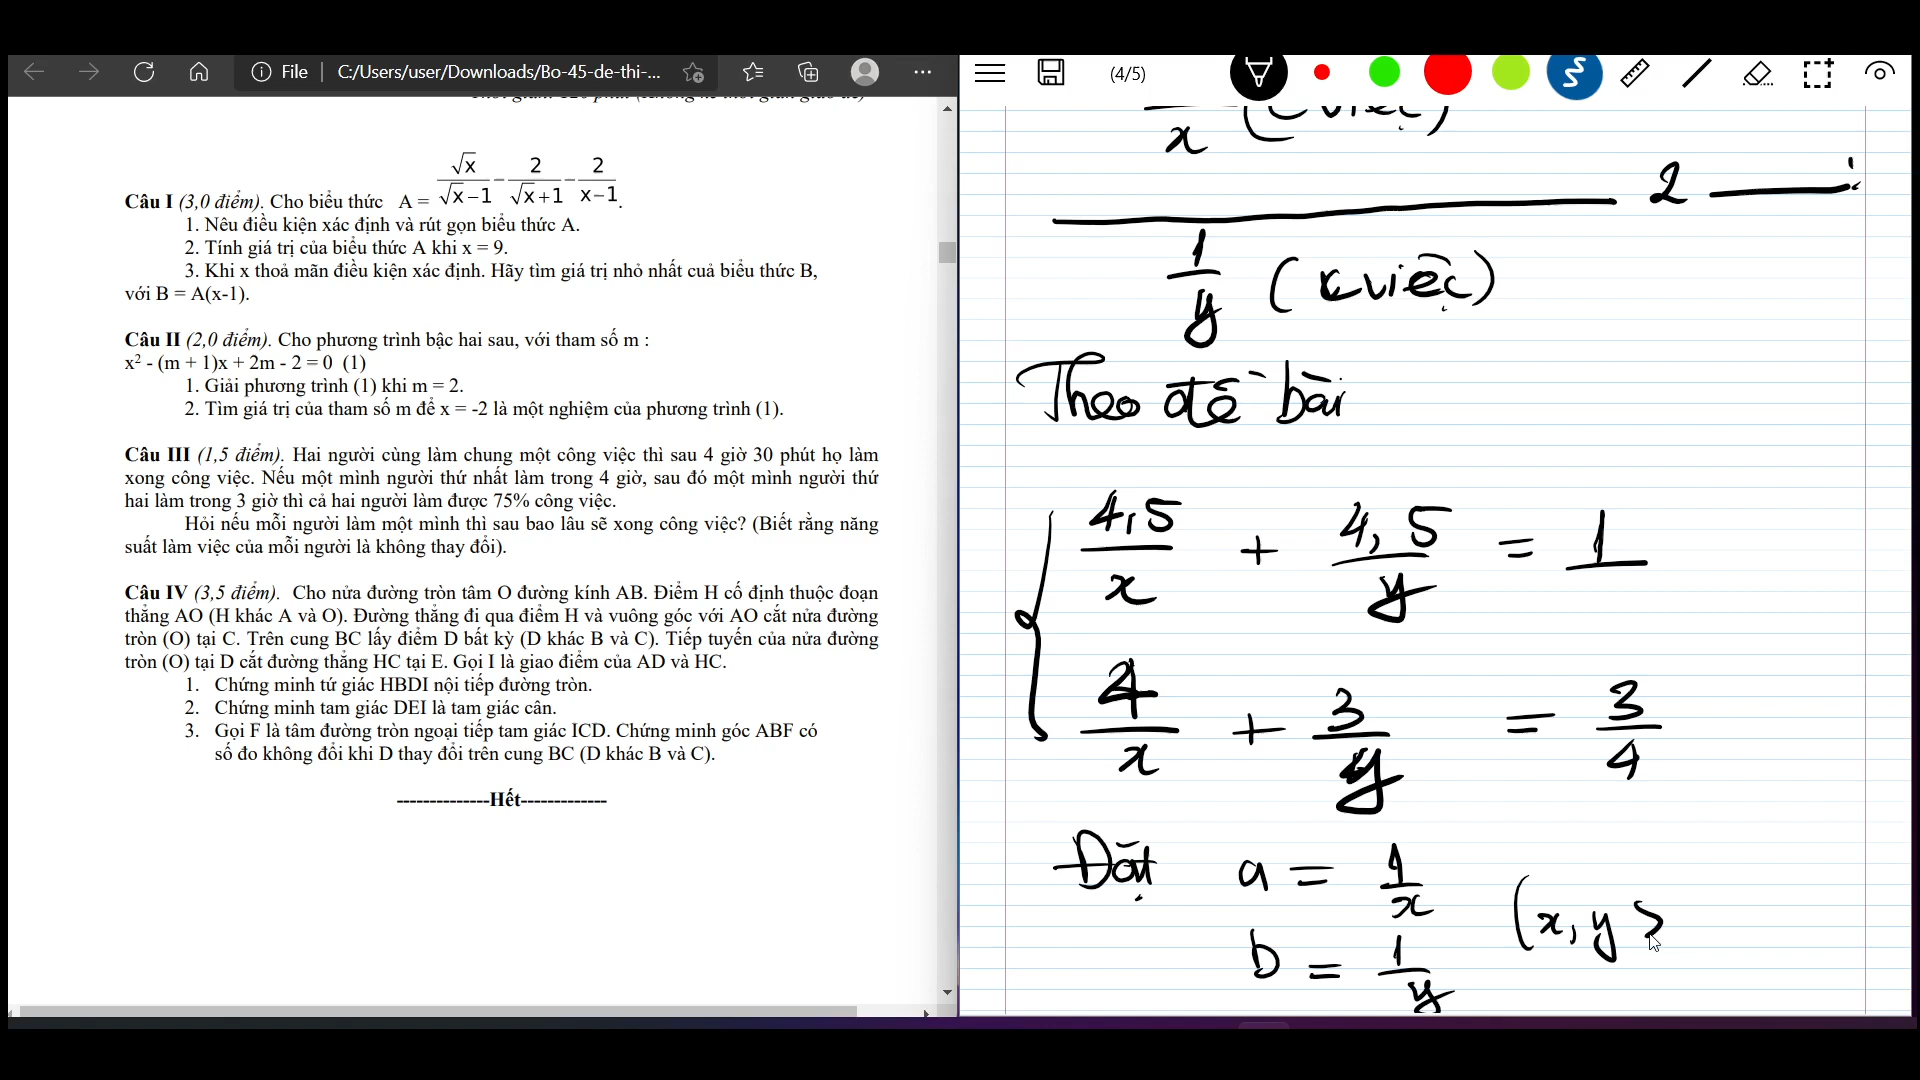 File | C:/Users/user/Downloads/Bo-45-de-thi-...
(4/5)
Câu I (3,0 điểm). Cho biểu thức A = √x/(√x−1) − 2/(√x+1) − 2/(x−1).
1. Nêu điều kiện xác định và rút gọn biểu thức A.
2. Tính giá trị của biểu thức A khi x = 9.
3. Khi x thoả mãn điều kiện xác định. Hãy tìm giá trị nhỏ nhất cuả biểu thức B,
với B = A(x-1).
Câu II (2,0 điểm). Cho phương trình bậc hai sau, với tham số m :
x² - (m + 1)x + 2m - 2 = 0 (1)
1. Giải phương trình (1) khi m = 2.
2. Tìm giá trị của tham số m để x = -2 là một nghiệm của phương trình (1).
Câu III (1,5 điểm). Hai người cùng làm chung một công việc thì sau 4 giờ 30 phút họ làm
xong công việc. Nếu một mình người thứ nhất làm trong 4 giờ, sau đó một mình người thứ
hai làm trong 3 giờ thì cả hai người làm được 75% công việc.
Hỏi nếu mỗi người làm một mình thì sau bao lâu sẽ xong công việc? (Biết rằng năng
suất làm việc của mỗi người là không thay đổi).
Câu IV (3,5 điểm). Cho nửa đường tròn tâm O đường kính AB. Điểm H cố định thuộc đoạn
thẳng AO (H khác A và O). Đường thẳng đi qua điểm H và vuông góc với AO cắt nửa đường
tròn (O) tại C. Trên cung BC lấy điểm D bất kỳ (D khác B và C). Tiếp tuyến của nửa đường
tròn (O) tại D cắt đường thẳng HC tại E. Gọi I là giao điểm của AD và HC.
1. Chứng minh tứ giác HBDI nội tiếp đường tròn.
2. Chứng minh tam giác DEI là tam giác cân.
3. Gọi F là tâm đường tròn ngoại tiếp tam giác ICD. Chứng minh góc ABF có
số đo không đổi khi D thay đổi trên cung BC (D khác B và C).
--------------Hết-------------
x
2
1/y (việc)
Theo đề bài
4,5/x + 4,5/y = 1
4/x + 3/y = 3/4
Đặt a = 1/x
(x, y >
b = 1/y